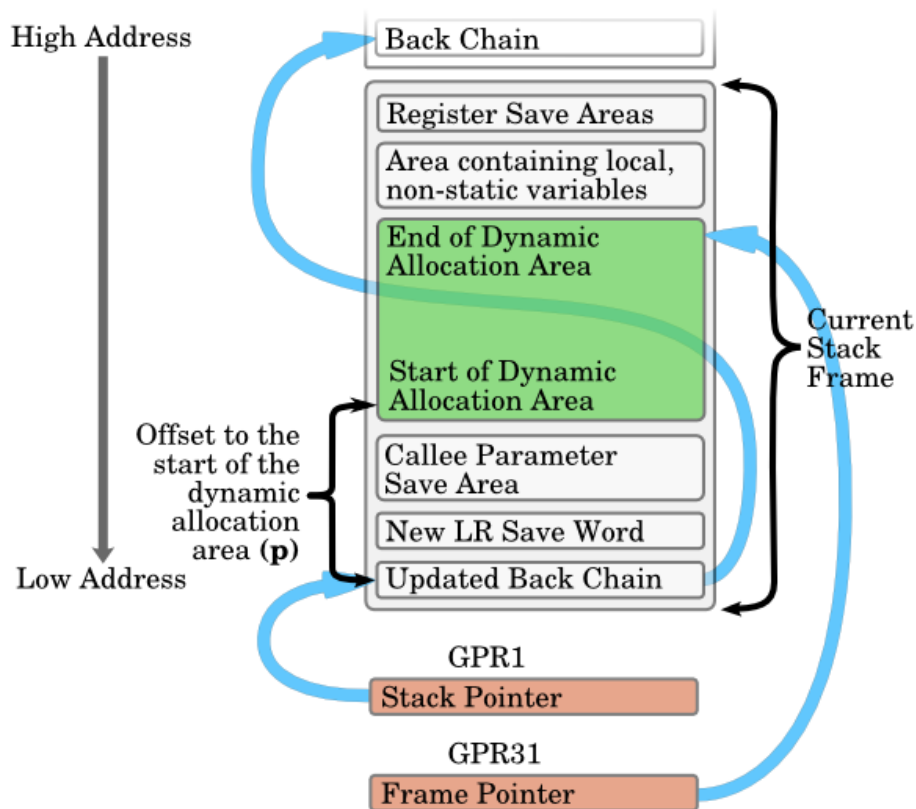 High Address
Back Chain
Register Save Areas
Area containing local,
non-static variables
End of Dynamic
Allocation Area
Current
Stack
Frame
Start of Dynamic
Allocation Area
Offset to the
start of the
dynamic
allocation
area (p)
Callee Parameter
Save Area
New LR Save Word
Low Address
Updated Back Chain
GPR1
Stack Pointer
GPR31
Frame Pointer